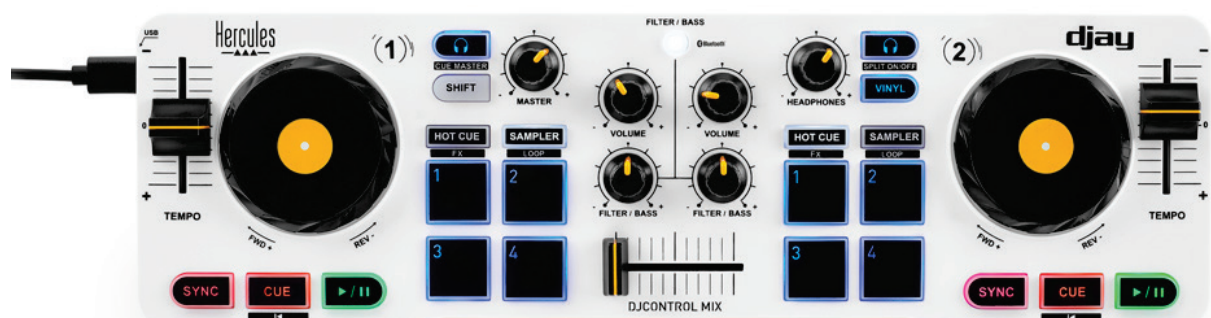 USB
Hercules
(1)
CUE MASTER
SHIFT
MASTER
FILTER / BASS
Bluetooth
HEADPHONES
SPLIT ON/OFF
VINYL
(2)
djay
-
0
+
TEMPO
FWD +
REV -
HOT CUE
SAMPLER
FX
LOOP
1
2
3
4
- VOLUME +
- VOLUME +
FILTER / BASS
FILTER / BASS
HOT CUE
SAMPLER
FX
LOOP
1
2
3
4
FWD +
REV -
-
0
+
TEMPO
SYNC
CUE
DJCONTROL MIX
SYNC
CUE